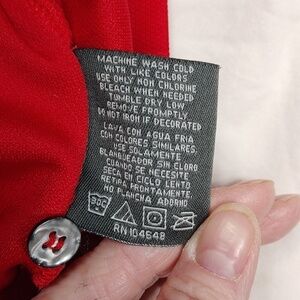 MACHINE WASH COLD
WITH LIKE COLORS
USE ONLY NON CHLORINE
BLEACH WHEN NEEDED
TUMBLE DRY LOW
REMOVE PROMPTLY
DO NOT IRON IF DECORATED
LAVA CON AGUA FRIA
CON COLORES SIMILARES
USE SOLAMENTE
BLANQUEADOR SIN CLORO
CUANDO SE NECESITE
SECA EN CICLO LENTO
RETIRA PRONTAMENTE
NO PLANCHA ADORNO
30C
RN 104648